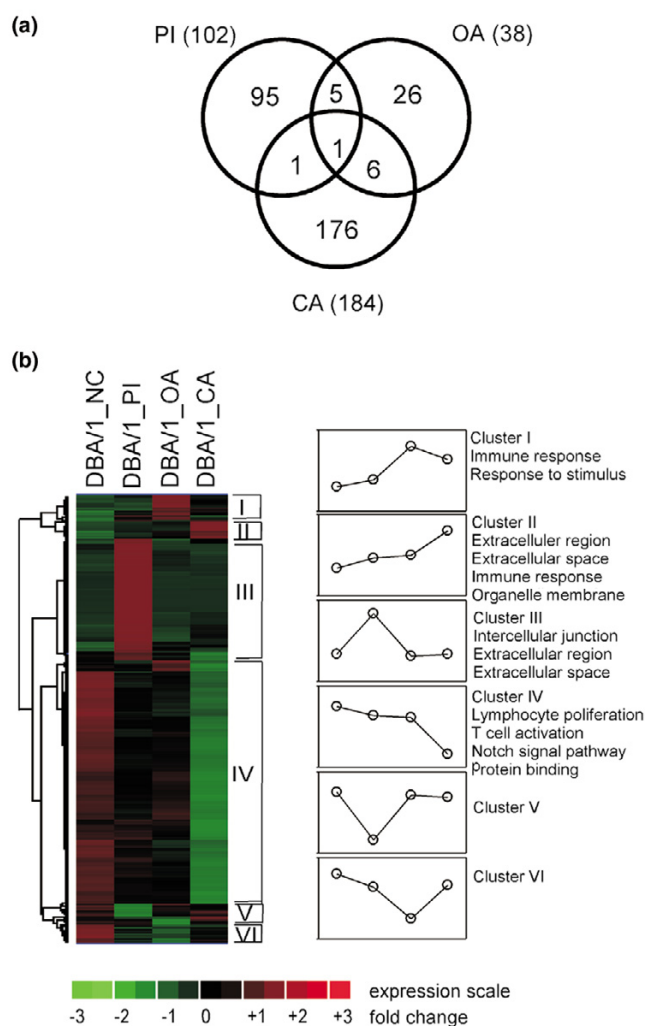 (a)
PI (102)
OA (38)
95
5
26
1
1
6
176
CA (184)
(b)
DBA/1_NC
DBA/1_PI
DBA/1_OA
DBA/1_CA
I
II
III
IV
V
VI
Cluster I
Immune response
Response to stimulus
Cluster II
Extracelluler region
Extracellular space
Immune response
Organelle membrane
Cluster III
Intercellular junction
Extracellular region
Extracellular space
Cluster IV
Lymphocyte poliferation
T cell activation
Notch signal pathway
Protein binding
Cluster V
Cluster VI
expression scale
-3 -2 -1 0 +1 +2 +3 fold change